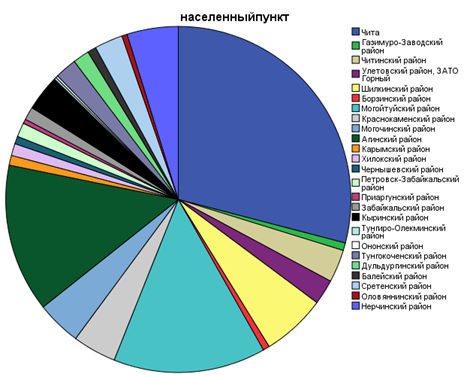 населенныйпункт
Чита
Газимуро-Заводский
район
Читинский район
Улетовский район, ЗАТО
Горный
Шилкинский район
Борзинский район
Могойтуйский район
Краснокаменский район
Могочинский район
Агинский район
Карымский район
Хилокский район
Чернышевский район
Петровск-Забайкальский
район
Приаргунский район
Забайкальский район
Кыринский район
Тунгиро-Олекминский
район
Ононский район
Тунгокоченский район
Дульдургинский район
Балейский район
Сретенский район
Оловяннинский район
Нерчинский район